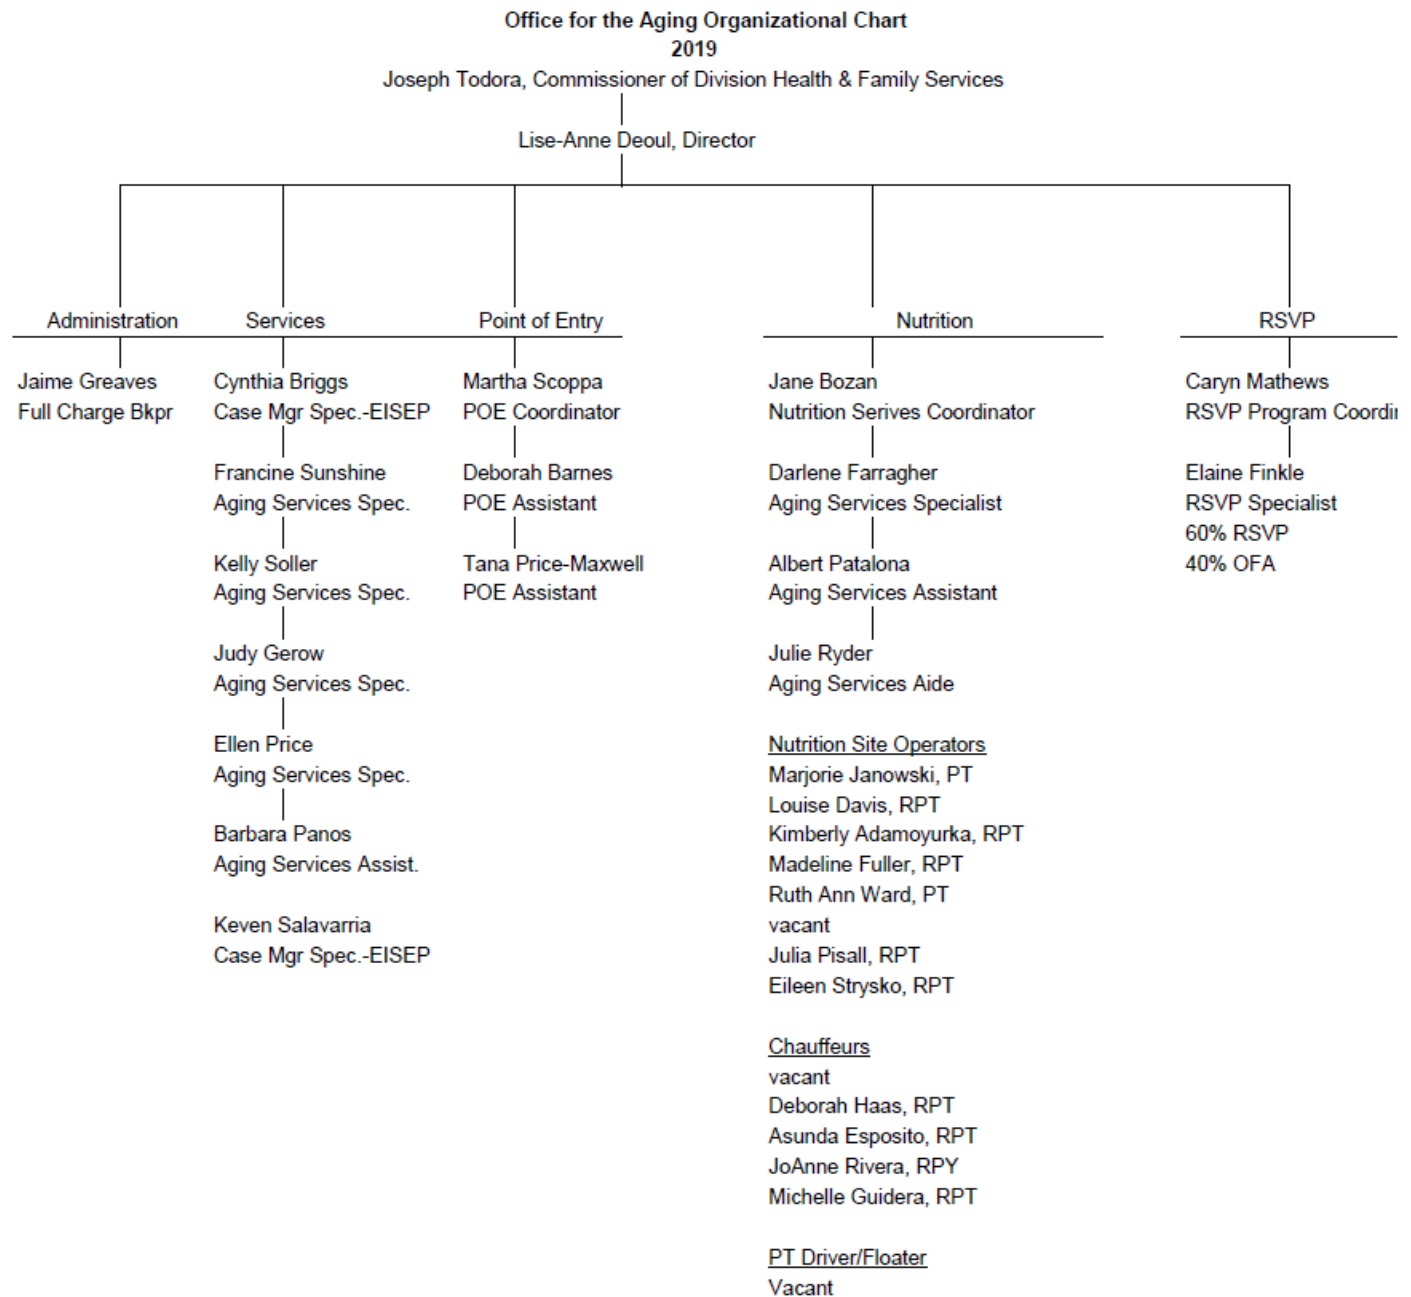 Office for the Aging Organizational Chart
2019
Joseph Todora, Commissioner of Division Health & Family Services
Lise-Anne Deoul, Director
Administration
Jaime Greaves
Full Charge Bkpr
Services
Cynthia Briggs
Case Mgr Spec.-EISEP
Francine Sunshine
Aging Services Spec.
Kelly Soller
Aging Services Spec.
Judy Gerow
Aging Services Spec.
Ellen Price
Aging Services Spec.
Barbara Panos
Aging Services Assist.
Keven Salavarria
Case Mgr Spec.-EISEP
Point of Entry
Martha Scoppa
POE Coordinator
Deborah Barnes
POE Assistant
Tana Price-Maxwell
POE Assistant
Nutrition
Jane Bozan
Nutrition Serives Coordinator
Darlene Farragher
Aging Services Specialist
Albert Patalona
Aging Services Assistant
Julie Ryder
Aging Services Aide
Nutrition Site Operators
Marjorie Janowski, PT
Louise Davis, RPT
Kimberly Adamoyurka, RPT
Madeline Fuller, RPT
Ruth Ann Ward, PT
vacant
Julia Pisall, RPT
Eileen Strysko, RPT
Chauffeurs
vacant
Deborah Haas, RPT
Asunda Esposito, RPT
JoAnne Rivera, RPY
Michelle Guidera, RPT
PT Driver/Floater
Vacant
RSVP
Caryn Mathews
RSVP Program Coordi
Elaine Finkle
RSVP Specialist
60% RSVP
40% OFA